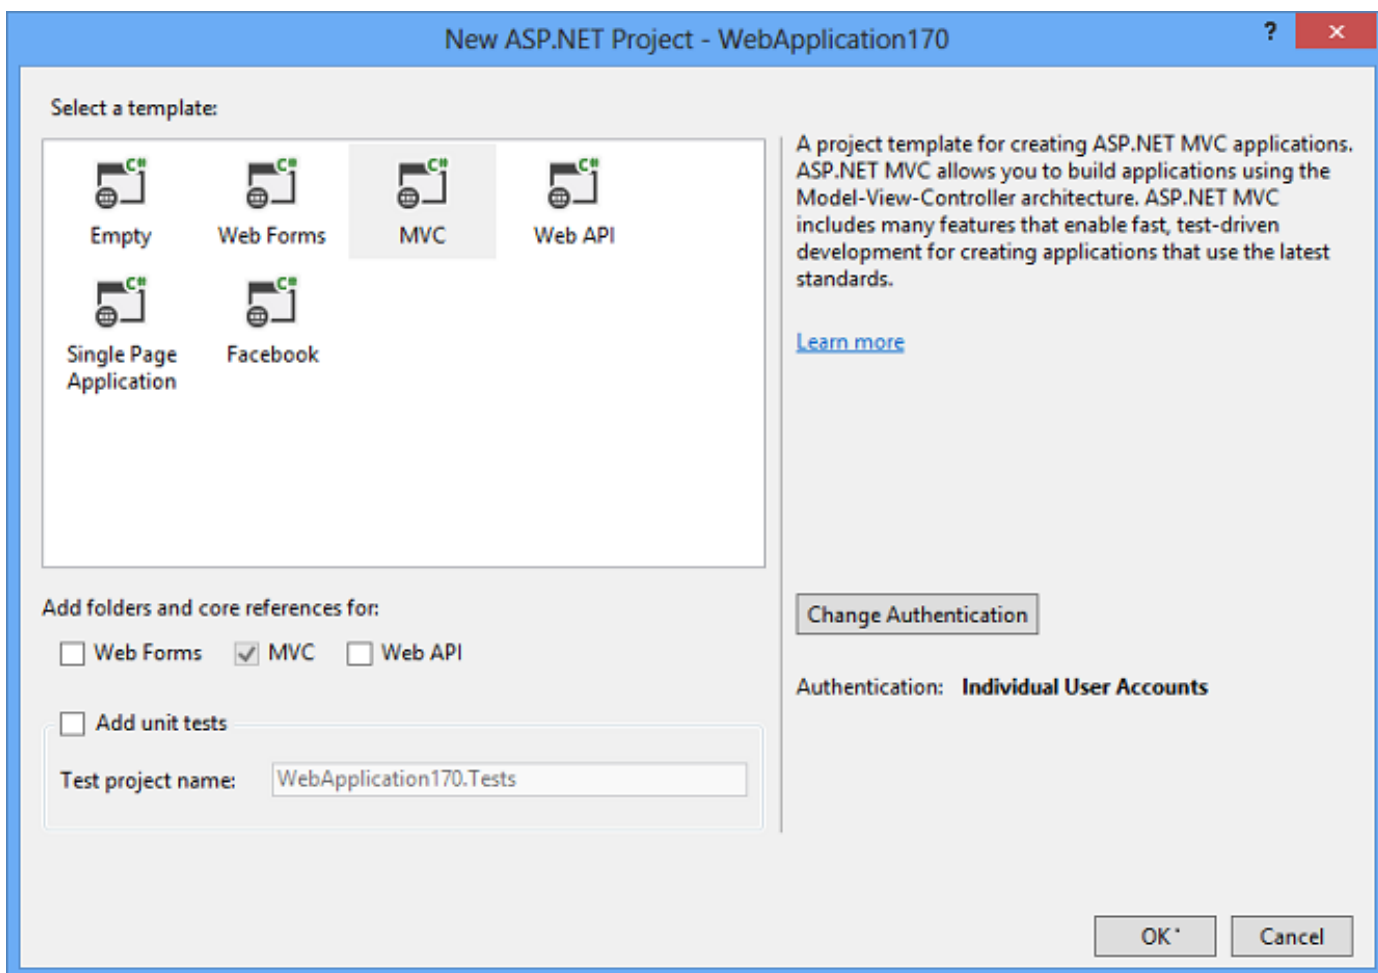 New ASP.NET Project - WebApplication170
?
Select a template:
C# C# C# C#
Empty Web Forms MVC Web API
C# C#
Single Page Facebook
Application
A project template for creating ASP.NET MVC applications.
ASP.NET MVC allows you to build applications using the
Model-View-Controller architecture. ASP.NET MVC
includes many features that enable fast, test-driven
development for creating applications that use the latest
standards.
Learn more
Add folders and core references for:
Web Forms MVC Web API
Add unit tests
Test project name: WebApplication170.Tests
Change Authentication
Authentication: Individual User Accounts
OK
Cancel